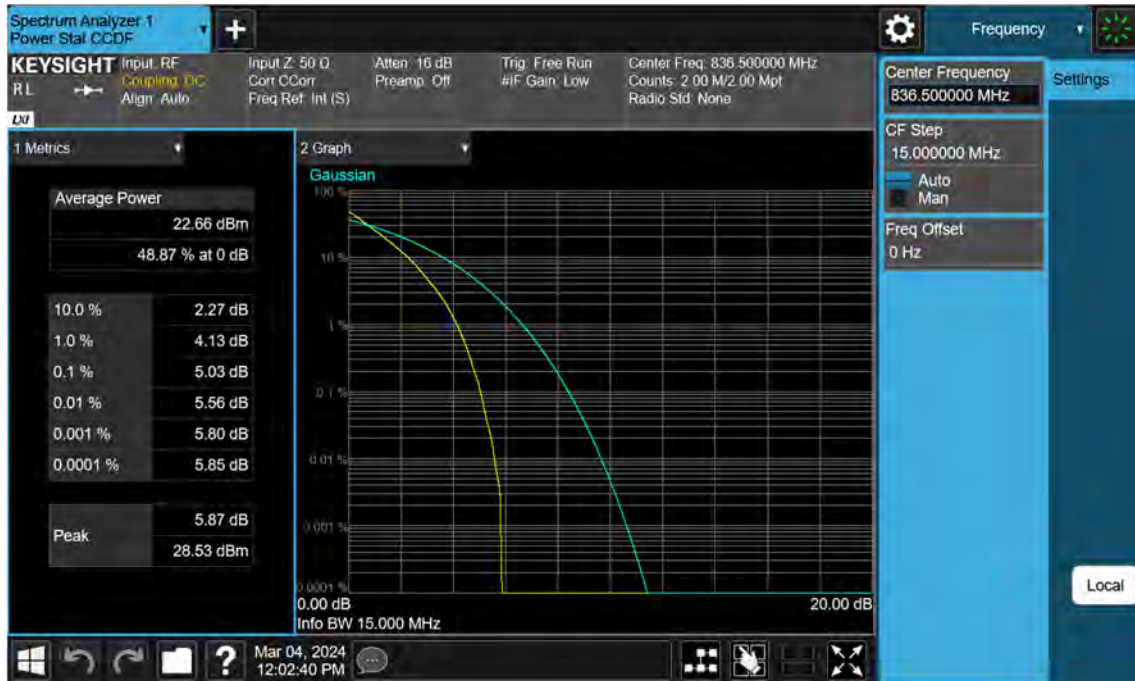 Spectrum Analyzer 1
Power Stat CCDF
Frequency
KEYSIGHT
RL
LXI
Input: RF
Coupling: DC
Align: Auto
Input Z: 50 Ω
Corr CCorr
Freq Ref: Int (S)
Atten: 16 dB
Preamp: Off
Trig: Free Run
#IF Gain: Low
Center Freq: 836.500000 MHz
Counts: 2.00 M/2.00 Mpt
Radio Std: None
Center Frequency
836.500000 MHz
Settings
CF Step
15.000000 MHz
Auto
Man
Freq Offset
0 Hz
Local
1 Metrics
Average Power
22.66 dBm
48.87 % at 0 dB
10.0 % 2.27 dB
1.0 % 4.13 dB
0.1 % 5.03 dB
0.01 % 5.56 dB
0.001 % 5.80 dB
0.0001 % 5.85 dB
Peak
5.87 dB
28.53 dBm
2 Graph
Gaussian
100 %
10 %
1 %
0.1 %
0.01 %
0.001 %
0.0001 %
0.00 dB 20.00 dB
Info BW 15.000 MHz
?
Mar 04, 2024
12:02:40 PM